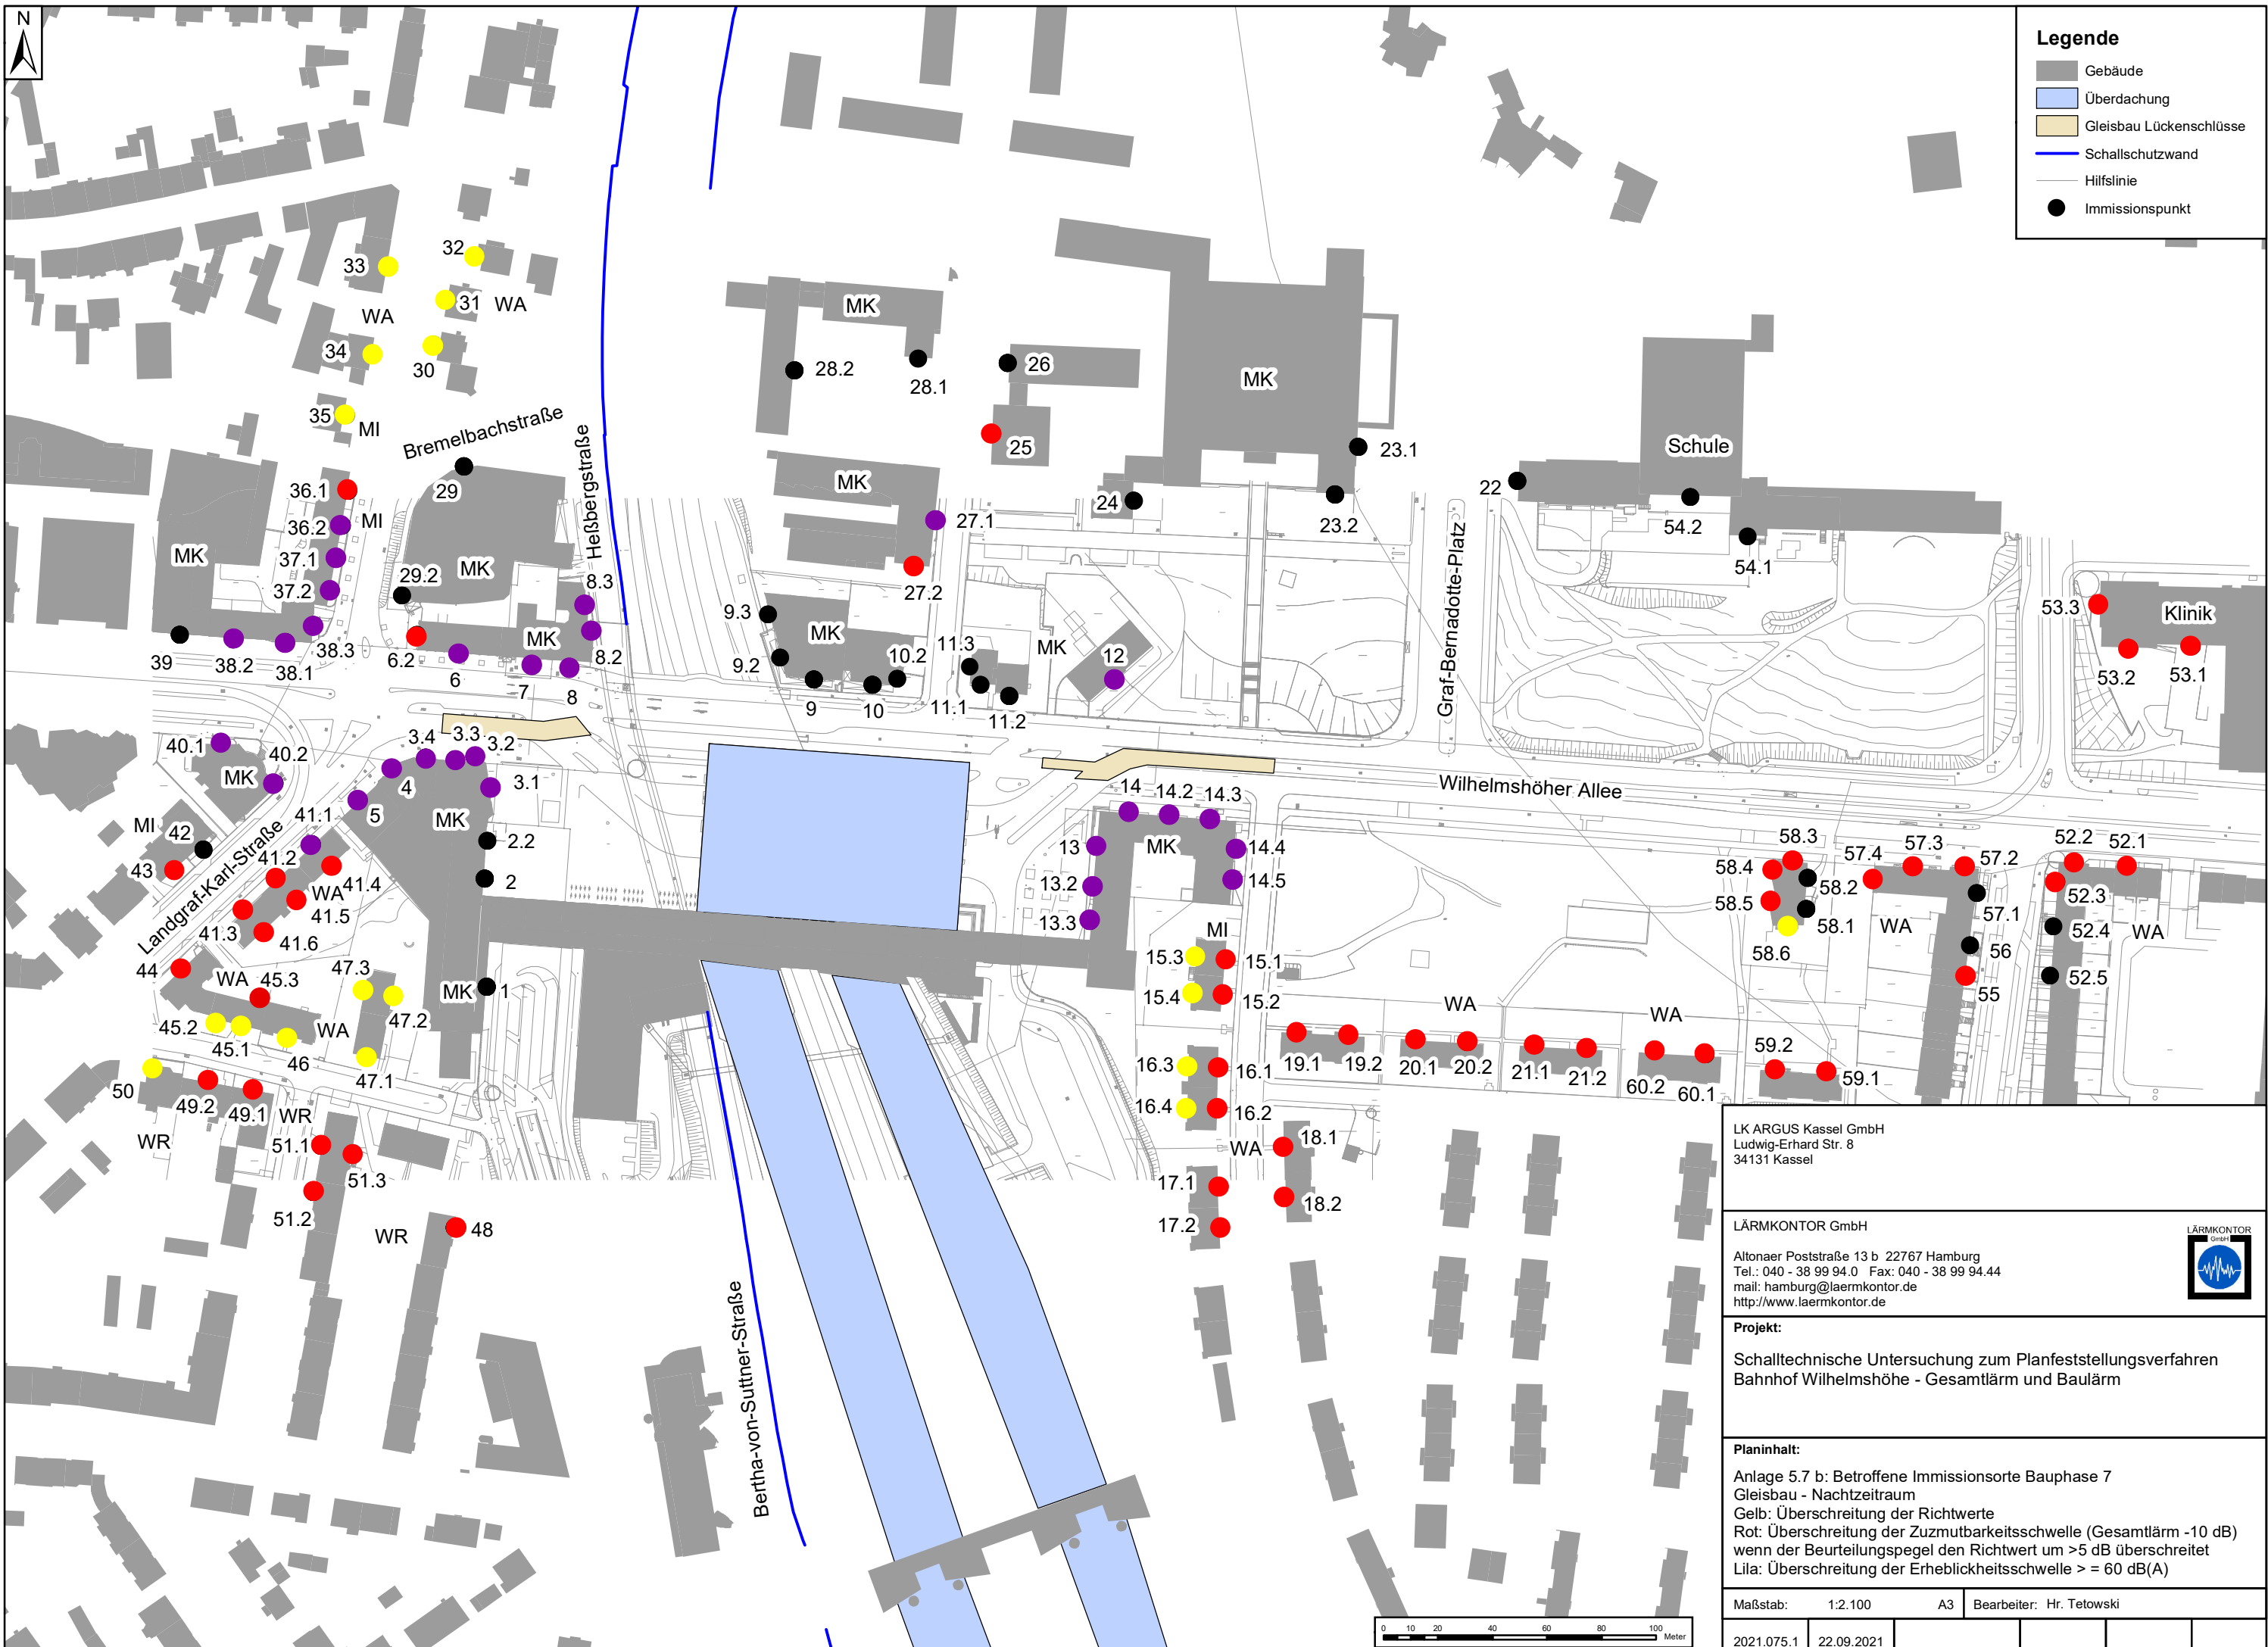 N
Legende
Gebäude
Überdachung
Gleisbau Lückenschlüsse
Schallschutzwand
Hilfslinie
Immissionspunkt
33
32
31
WA
WA
34
30
35
MI
Bremelbachstraße
Heßbergstraße
MK
28.2
28.1
26
MK
25
23.1
Schule
29
36.1
36.2
MI
MK
37.1
MK
37.2
29.2
MK
27.1
24
23.2
22
54.2
54.1
Graf-Bernadotte-Platz
8.3
27.2
53.3
Klinik
39
38.2
38.1
38.3
6.2
6
7
MK
8
8.2
9.3
MK
9.2
9
10
10.2
11.3
11.1
11.2
MK
12
53.2
53.1
40.1
40.2
MK
3.4
3.3
3.2
3.1
4
5
MK
Wilhelmshöher Allee
14
14.2
14.3
MI
42
43
41.1
41.2
WA
41.4
41.5
41.3
41.6
Landgraf-Karl-Straße
2.2
2
13
MK
14.4
13.2
14.5
13.3
58.3
58.4
58.2
58.5
58.1
58.6
57.4
57.3
57.2
57.1
WA
56
55
52.2
52.1
52.3
52.4
WA
52.5
44
WA
45.3
47.3
47.2
MK
1
45.2
45.1
46
WA
47.1
MI
15.3
15.1
15.4
15.2
WA
WA
50
49.2
49.1
WR
WR
51.1
51.3
51.2
WR
48
16.3
16.1
16.4
16.2
19.1
19.2
20.1
20.2
21.1
21.2
60.2
60.1
59.2
59.1
WA
18.1
17.1
18.2
17.2
Bertha-von-Suttner-Straße
LK ARGUS Kassel GmbH
Ludwig-Erhard Str. 8
34131 Kassel
LÄRMKONTOR GmbH
Altonaer Poststraße 13 b 22767 Hamburg
Tel.: 040 - 38 99 94.0 Fax: 040 - 38 99 94.44
mail: hamburg@laermkontor.de
http://www.laermkontor.de
LÄRMKONTOR
GmbH
Projekt:
Schalltechnische Untersuchung zum Planfeststellungsverfahren
Bahnhof Wilhelmshöhe - Gesamtlärm und Baulärm
Planinhalt:
Anlage 5.7 b: Betroffene Immissionsorte Bauphase 7
Gleisbau - Nachtzeitraum
Gelb: Überschreitung der Richtwerte
Rot: Überschreitung der Zuzmutbarkeitsschwelle (Gesamtlärm -10 dB)
wenn der Beurteilungspegel den Richtwert um >5 dB überschreitet
Lila: Überschreitung der Erheblickheitsschwelle > = 60 dB(A)
Maßstab: 1:2.100 A3 Bearbeiter: Hr. Tetowski
2021.075.1 22.09.2021
0 10 20 40 60 80 100
Meter